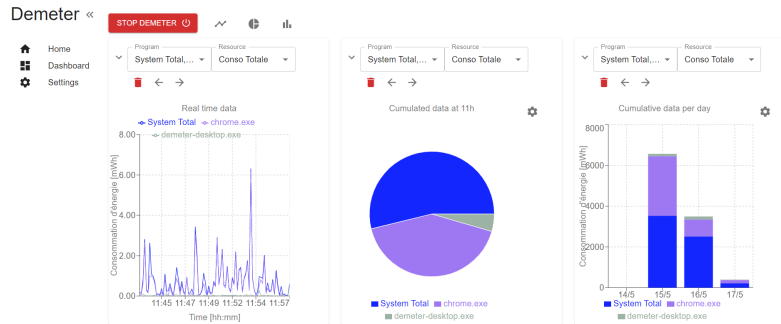 Demeter «
Home
Dashboard
Settings
STOP DEMETER
Program
System Total,...
Resource
Conso Totale
Real time data
System Total
chrome.exe
demeter-desktop.exe
Consommation d'énergie [mWh]
8.00
6.00
4.00
2.00
0.00
11:45 11:47 11:49 11:52 11:54 11:57
Time [hh:mm]
Program
System Total,...
Resource
Conso Totale
Cumulated data at 11h
System Total
chrome.exe
demeter-desktop.exe
Program
System Total,...
Resource
Conso Totale
Cumulative data per day
Consommation d'énergie [mWh]
8000
6000
4000
2000
0
14/5 15/5 16/5 17/5
System Total
chrome.exe
demeter-desktop.exe